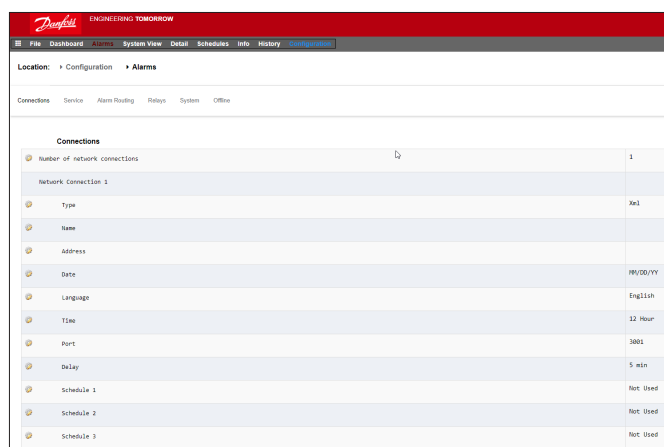 Danfoss ENGINEERING TOMORROW
File Dashboard Alarms System View Detail Schedules Info History Configuration
Location: Configuration Alarms
Connections Service Alarm Routing Relays System Offline
Connections
Number of network connections 1
Network Connection 1
Type Xml
Name
Address
Date MM/DD/YY
Language English
Time 12 Hour
Port 3001
Delay 5 min
Schedule 1 Not Used
Schedule 2 Not Used
Schedule 3 Not Used